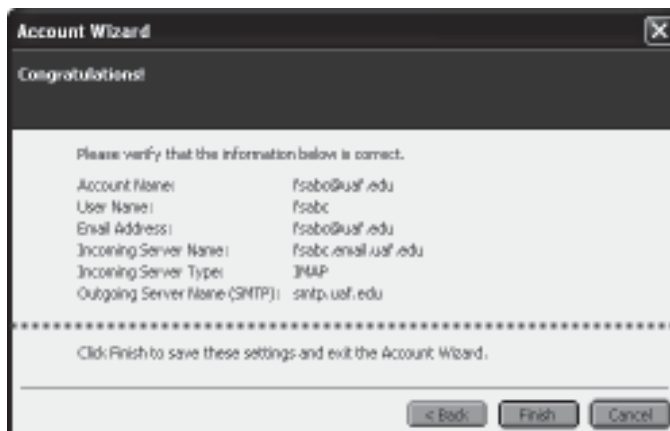 Account Wizard
Congratulations!
Please verify that the information below is correct.
Account Name: fsabc@uaf.edu
User Name: fsabc
Email Address: fsabc@uaf.edu
Incoming Server Name: fsabc.email.uaf.edu
Incoming Server Type: IMAP
Outgoing Server Name (SMTP): smtp.uaf.edu
Click Finish to save these settings and exit the Account Wizard.
< Back Finish Cancel